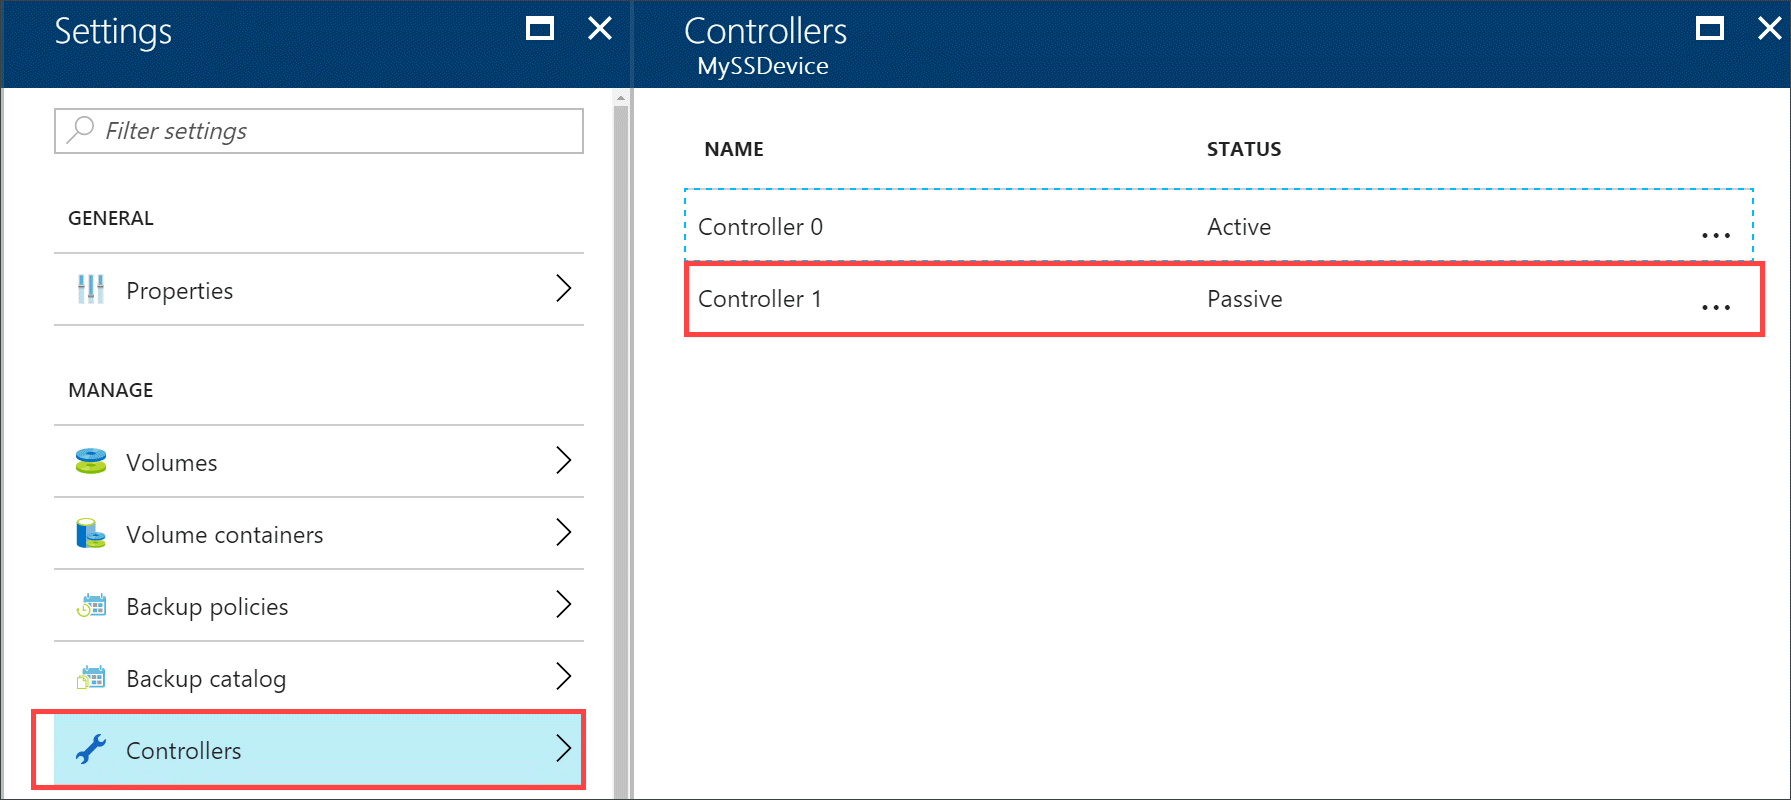 Settings
Filter settings
GENERAL
Properties
MANAGE
Volumes
Volume containers
Backup policies
Backup catalog
Controllers
Controllers
MySSDevice
NAME STATUS
Controller 0 Active ...
Controller 1 Passive ...